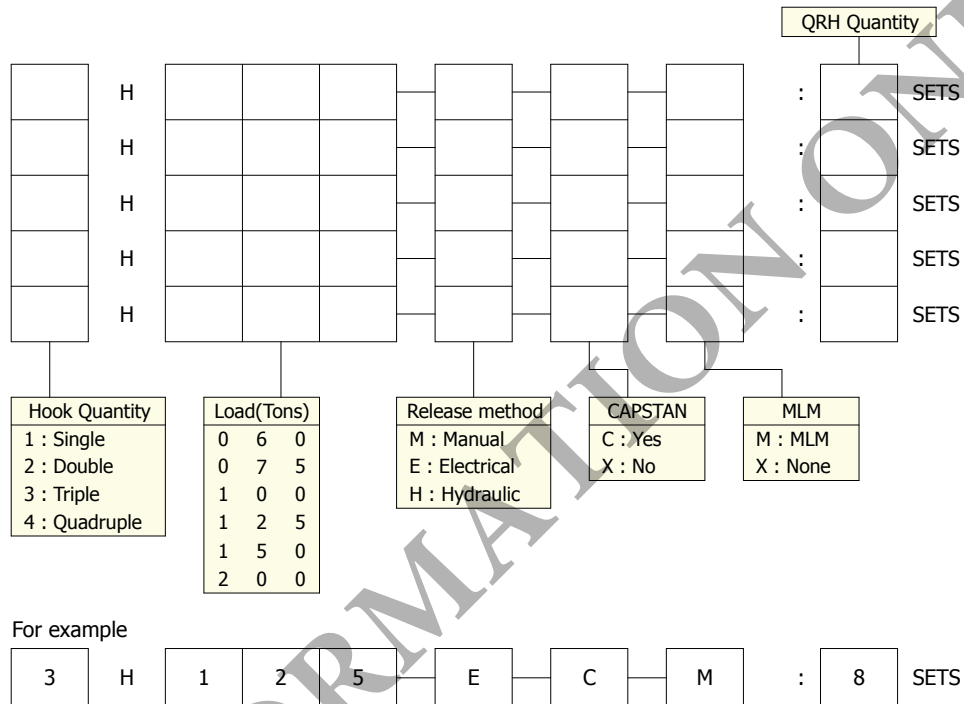 QRH Quantity
H : SETS
H : SETS
H : SETS
H : SETS
H : SETS
Hook Quantity
1 : Single
2 : Double
3 : Triple
4 : Quadruple
Load(Tons)
0 6 0
0 7 5
1 0 0
1 2 5
1 5 0
2 0 0
Release method
M : Manual
E : Electrical
H : Hydraulic
CAPSTAN
C : Yes
X : No
MLM
M : MLM
X : None
For example
3 H 1 2 5 E C M : 8 SETS